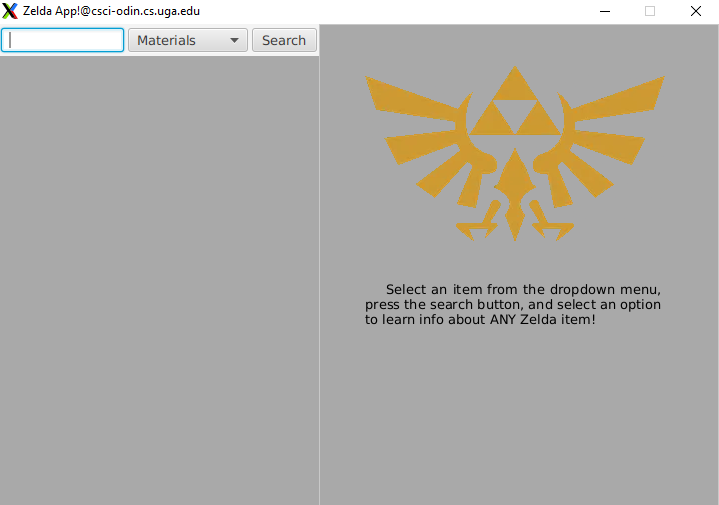 Zelda App!@csci-odin.cs.uga.edu
Materials
Search
Select an item from the dropdown menu,
press the search button, and select an option
to learn info about ANY Zelda item!